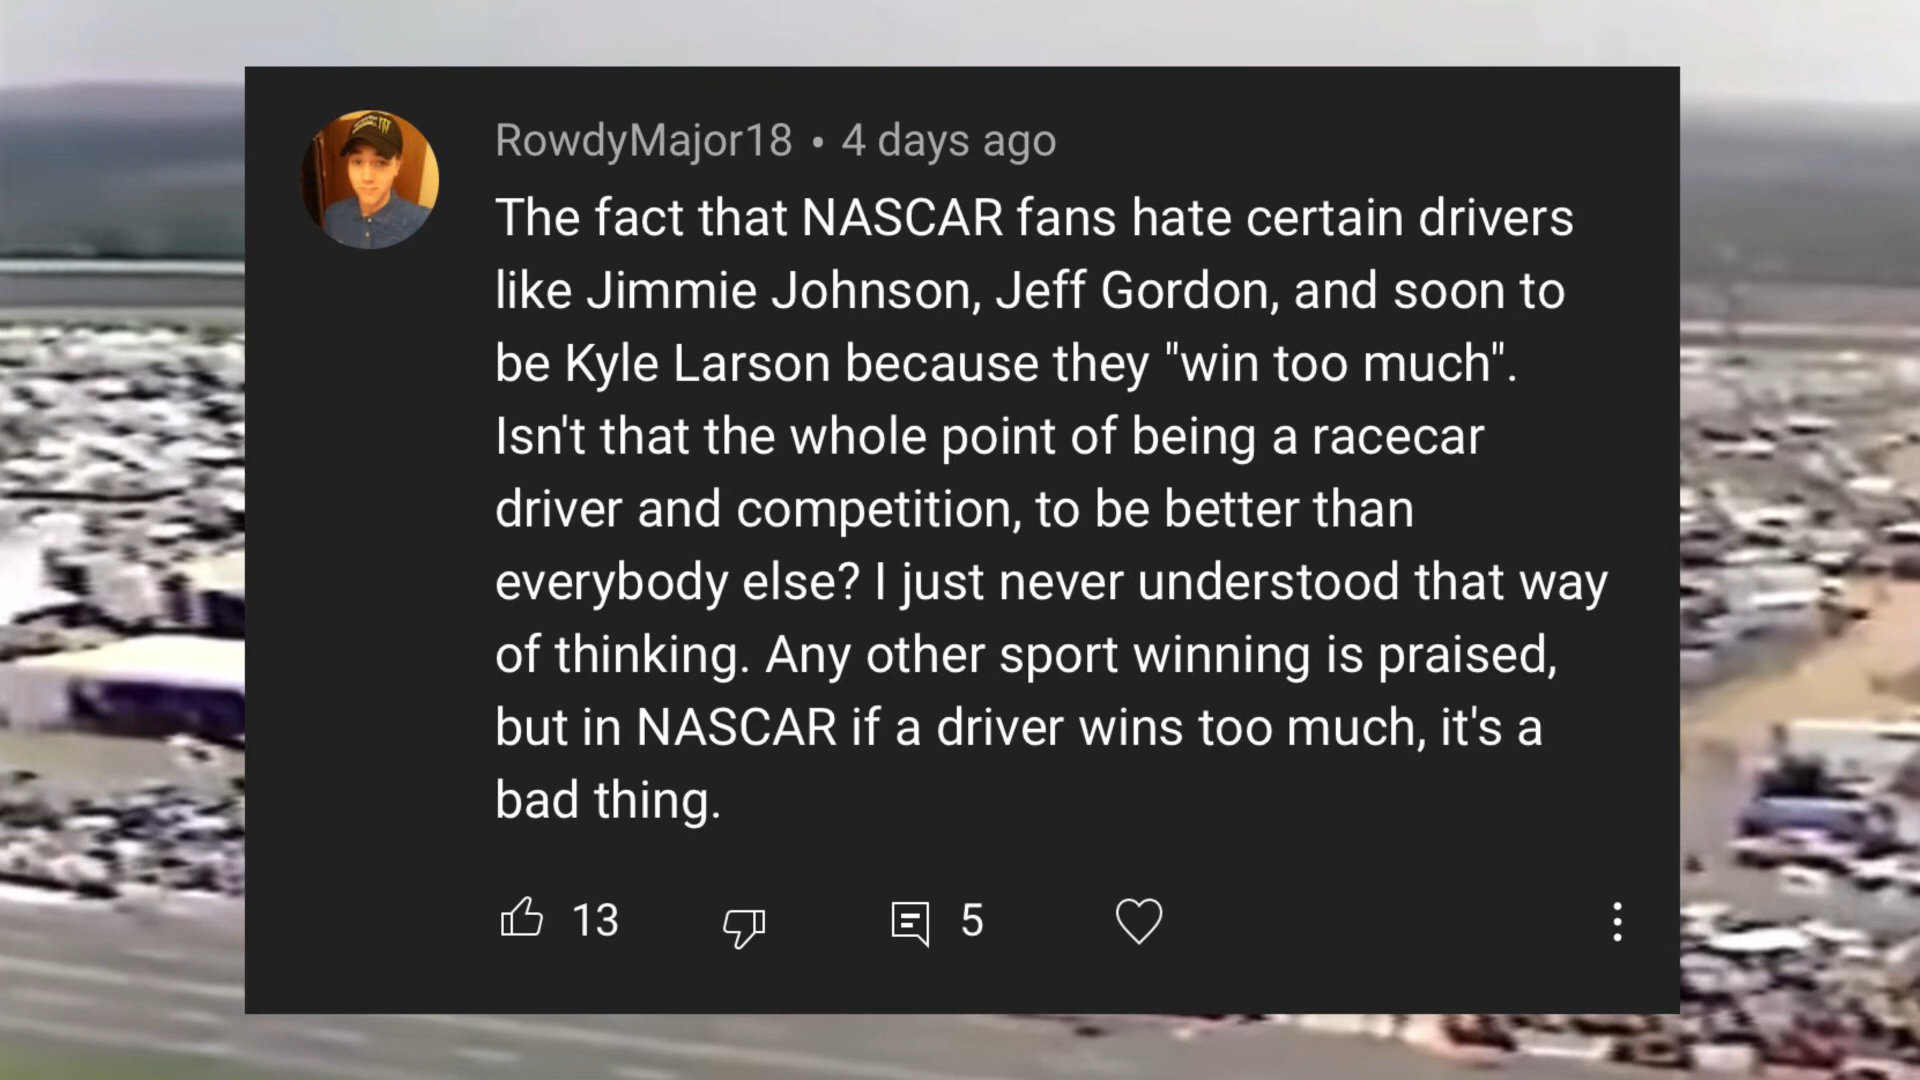 RowdyMajor18 • 4 days ago
The fact that NASCAR fans hate certain drivers
like Jimmie Johnson, Jeff Gordon, and soon to
be Kyle Larson because they "win too much".
Isn't that the whole point of being a racecar
driver and competition, to be better than
everybody else? I just never understood that way
of thinking. Any other sport winning is praised,
but in NASCAR if a driver wins too much, it's a
bad thing.
13 5